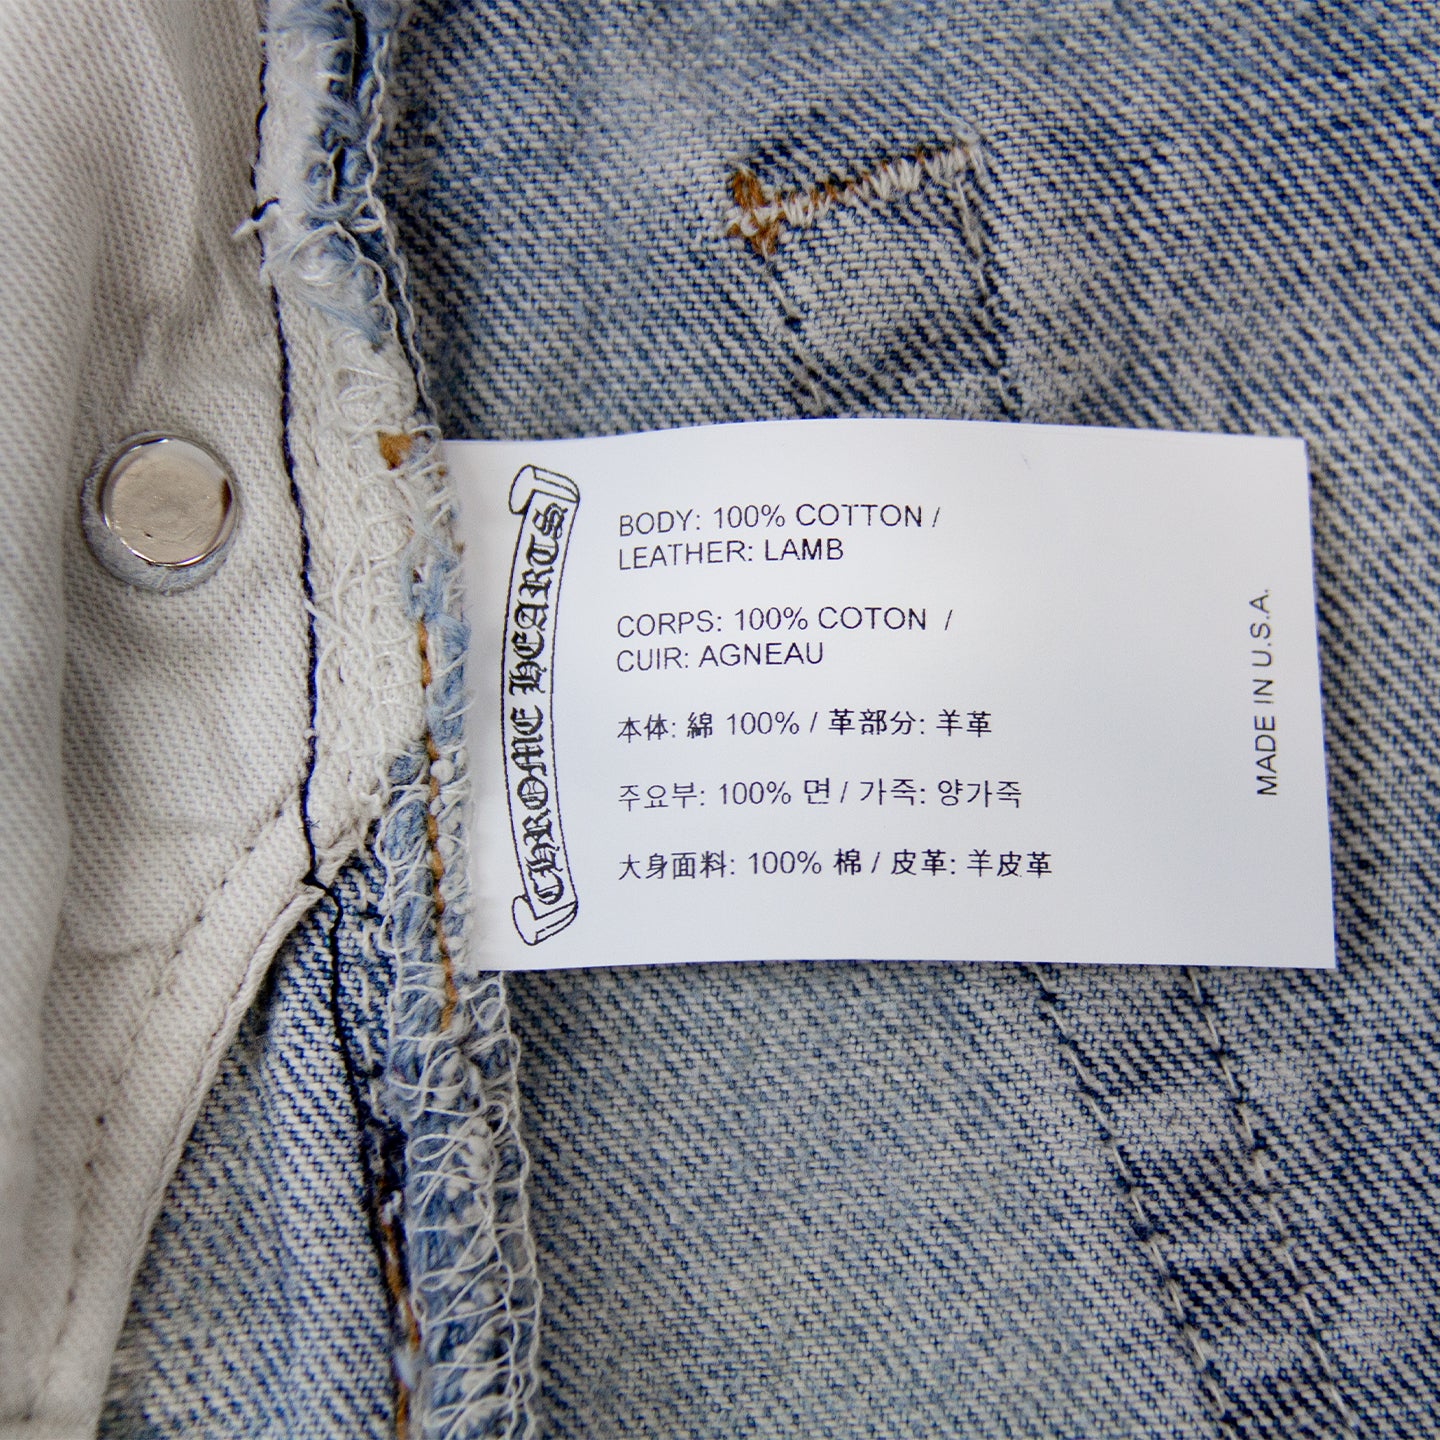 CHROME HEARTS
BODY: 100% COTTON /
LEATHER: LAMB
CORPS: 100% COTON /
CUIR: AGNEAU
本体: 綿 100% / 革部分: 羊革
주요부: 100% 면 / 가죽: 양가죽
大身面料: 100% 棉 / 皮革: 羊皮革
MADE IN U.S.A.